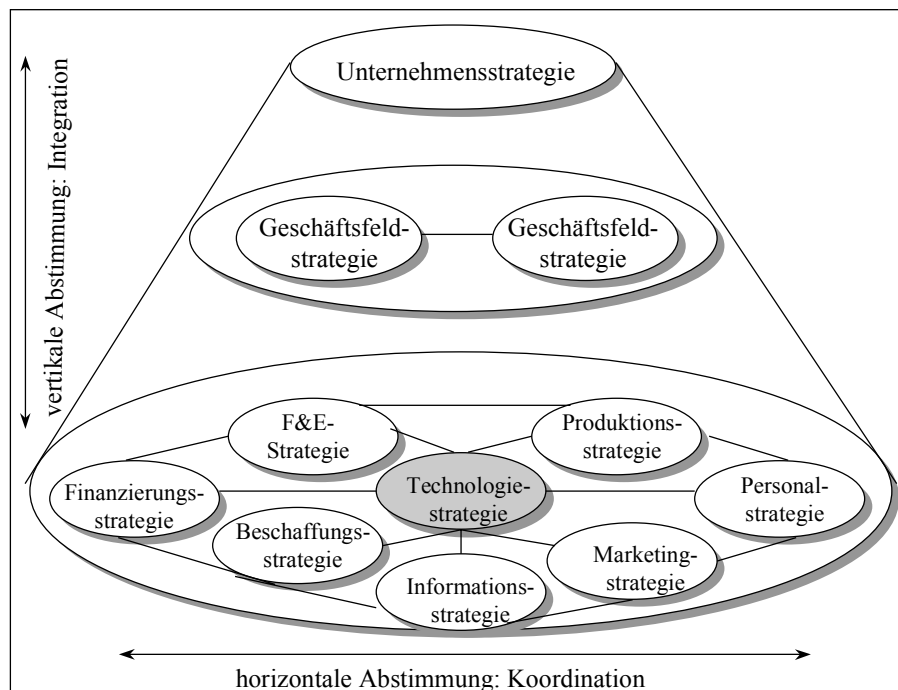 Unternehmensstrategie
vertikale Abstimmung: Integration
Geschäftsfeld-
strategie
Geschäftsfeld-
strategie
F&E-
Strategie
Produktions-
strategie
Finanzierungs-
strategie
Technologie-
strategie
Personal-
strategie
Beschaffungs-
strategie
Marketing-
strategie
Informations-
strategie
horizontale Abstimmung: Koordination